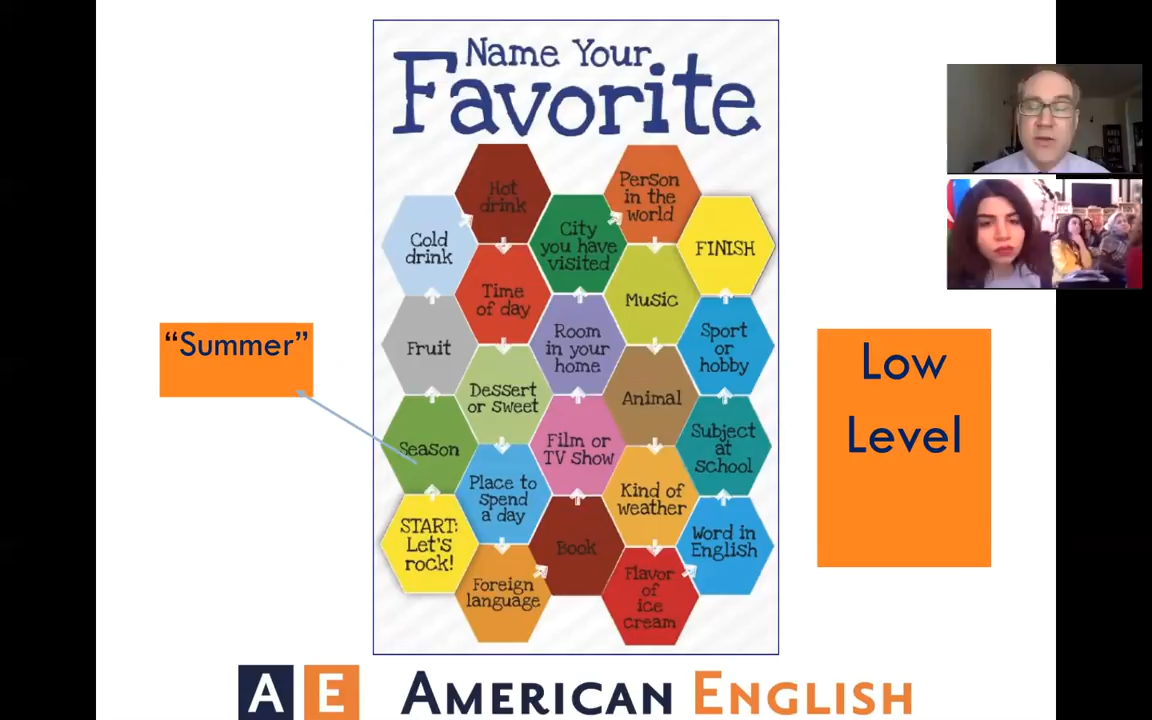 Name Your
Favorite
Hot
drink
Person
in the
world
Cold
drink
City
you have
visited
FINISH
Time
of day
Music
Fruit
Room
in your
home
Sport
or
hobby
"Summer"
Dessert
or sweet
Animal
Low
Level
Season
Film or
TV show
Subject
at
school
Place to
spend
a day
Kind of
weather
START:
Let's
rock!
Book
Word in
English
Foreign
language
Flavor
of
ice
cream
AE AMERICAN ENGLISH